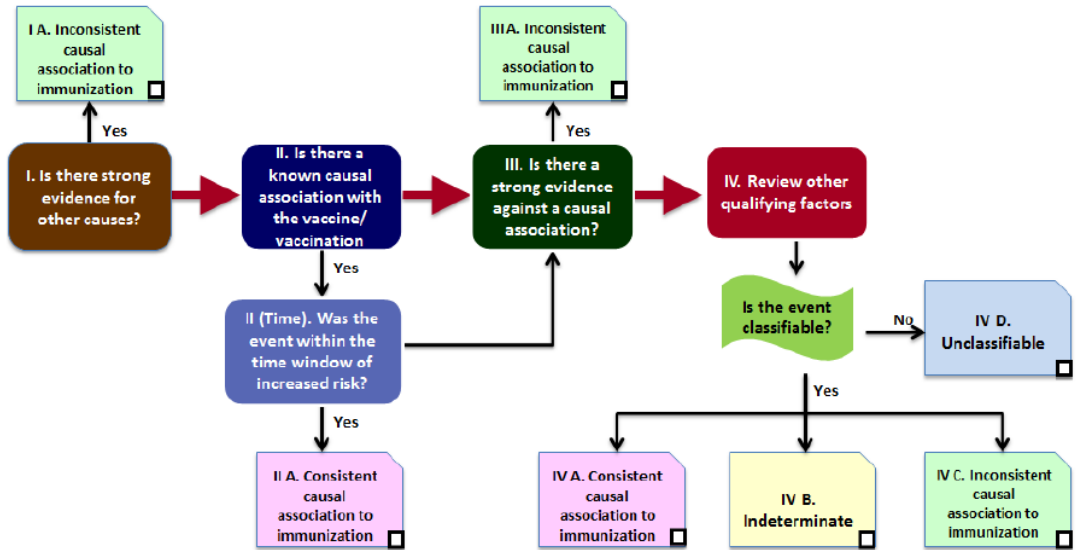 I A. Inconsistent
causal
association to
immunization
III A. Inconsistent
causal
association to
immunization
Yes
Yes
I. Is there strong
evidence for
other causes?
II. Is there a
known causal
association with
the vaccine/
vaccination
III. Is there a
strong evidence
against a causal
association?
IV. Review other
qualifying factors
Yes
II (Time). Was the
event within the
time window of
increased risk?
Is the event
classifiable?
No
IV D.
Unclassifiable
Yes
Yes
II A. Consistent
causal
association to
immunization
IV A. Consistent
causal
association to
immunization
IV B.
Indeterminate
IV C. Inconsistent
causal
association to
immunization